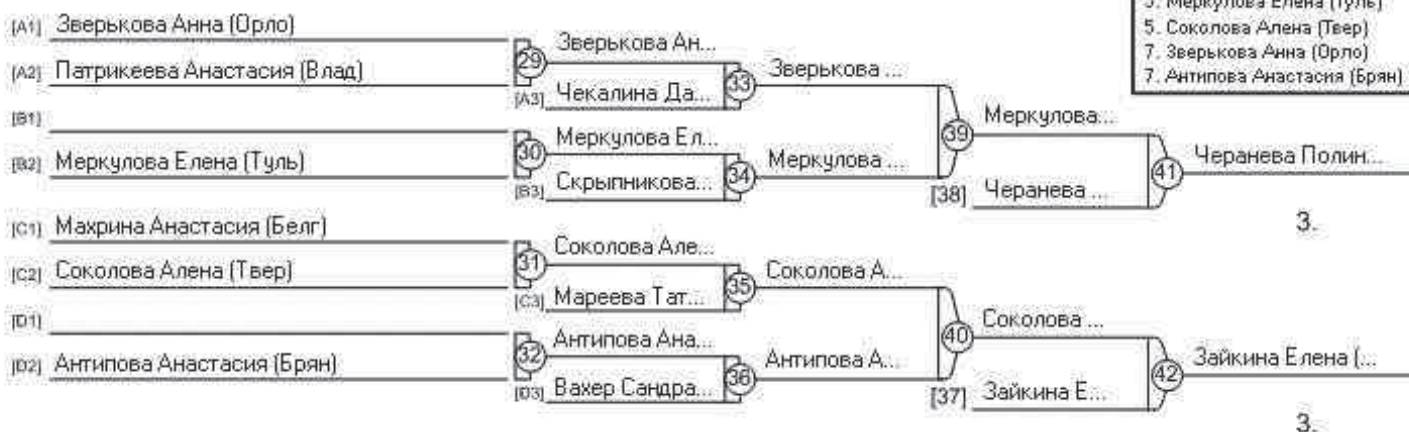 5. Меркулова Елена (Туль)
5. Соколова Алена (Твер)
7. Зверькова Анна (Орло)
7. Антипова Анастасия (Брян)
[A1] Зверькова Анна (Орло)
[A2] Патрикеева Анастасия (Влад)
29 Зверькова Ан...
[A3] Чекалина Да...
33 Зверькова ...
[B1]
[B2] Меркулова Елена (Туль)
30 Меркулова Ел...
[B3] Скрыпникова...
34 Меркулова ...
39 Меркулова...
[38] Черанева ...
41 Черанева Полин...
3.
[C1] Махрина Анастасия (Белг)
[C2] Соколова Алена (Твер)
31 Соколова Але...
[C3] Мареева Тат...
35 Соколова А...
[D1]
[D2] Антипова Анастасия (Брян)
32 Антипова Ана...
[D3] Вахер Сандра...
36 Антипова А...
40 Соколова ...
[37] Зайкина Е...
42 Зайкина Елена (...
3.